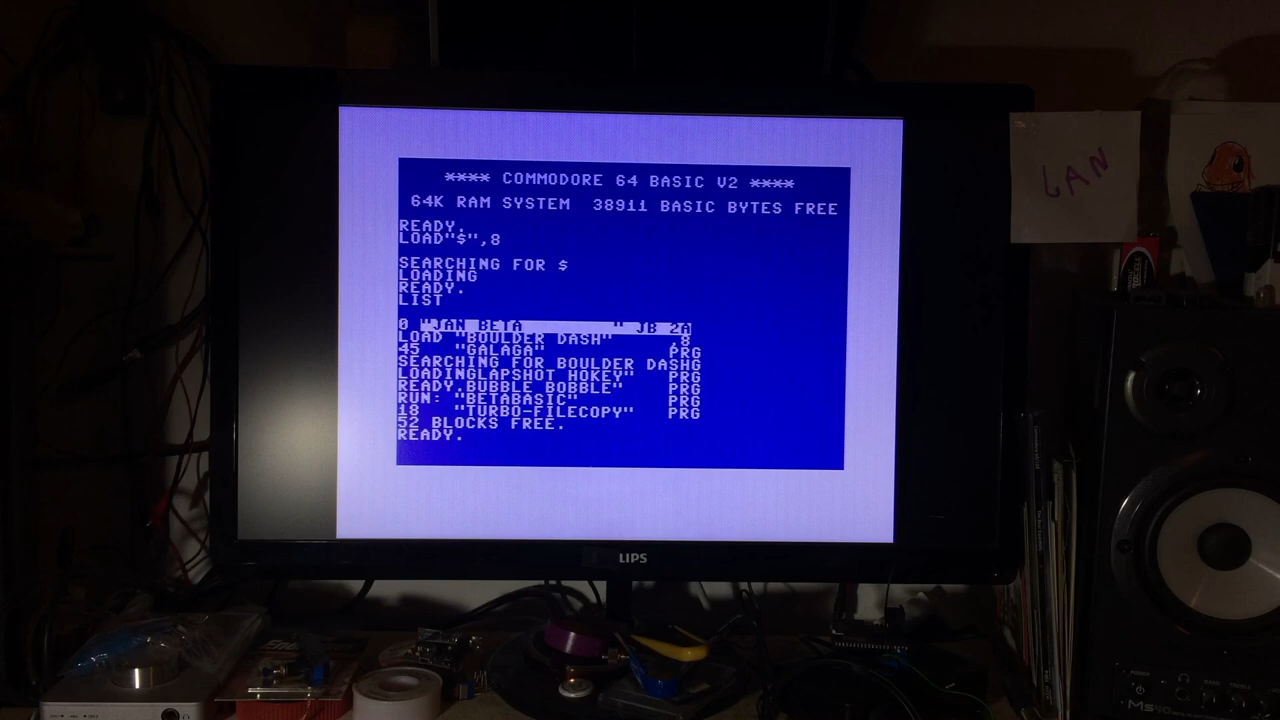 **** COMMODORE 64 BASIC V2 ****
64K RAM SYSTEM  38911 BASIC BYTES FREE
READY.
LOAD"$",8
SEARCHING FOR $
LOADING
READY.
LIST
0 "JAN BETA        " JB 2A
LOAD "BOULDER DASH"      ,8
45   "GALAGA"           PRG
SEARCHING FOR BOULDER DASHG
LOADINGLAPSHOT HOKEY"   PRG
READY.BUBBLE BOBBLE"    PRG
RUN: "BETABASIC"        PRG
18   "TURBO-FILECOPY"   PRG
52 BLOCKS FREE.
READY.
LIPS
LAN